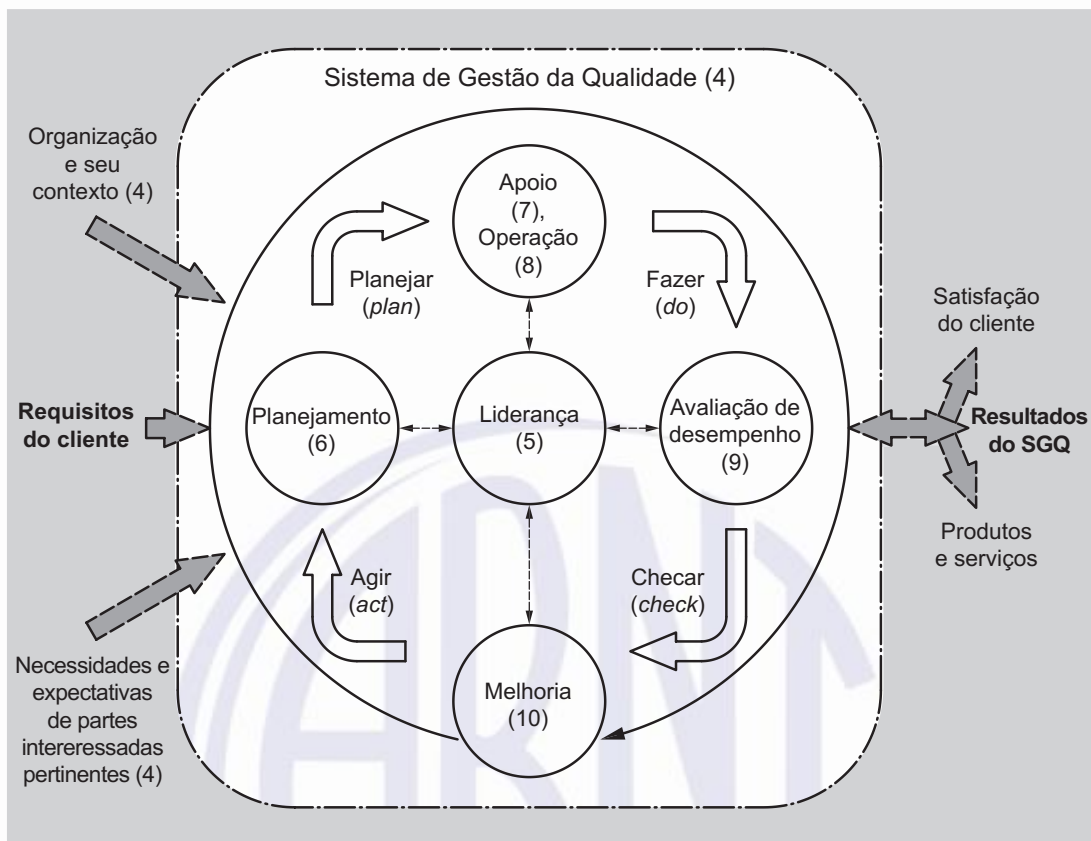 Sistema de Gestão da Qualidade (4)
Organização
e seu
contexto (4)
Apoio
(7),
Operação
(8)
Planejar
(plan)
Fazer
(do)
Satisfação
do cliente
Requisitos
do cliente
Planejamento
(6)
Liderança
(5)
Avaliação de
desempenho
(9)
Resultados
do SGQ
Produtos
e serviços
Agir
(act)
Checar
(check)
Necessidades e
expectativas
de partes
intereressadas
pertinentes (4)
Melhoria
(10)
ABNT